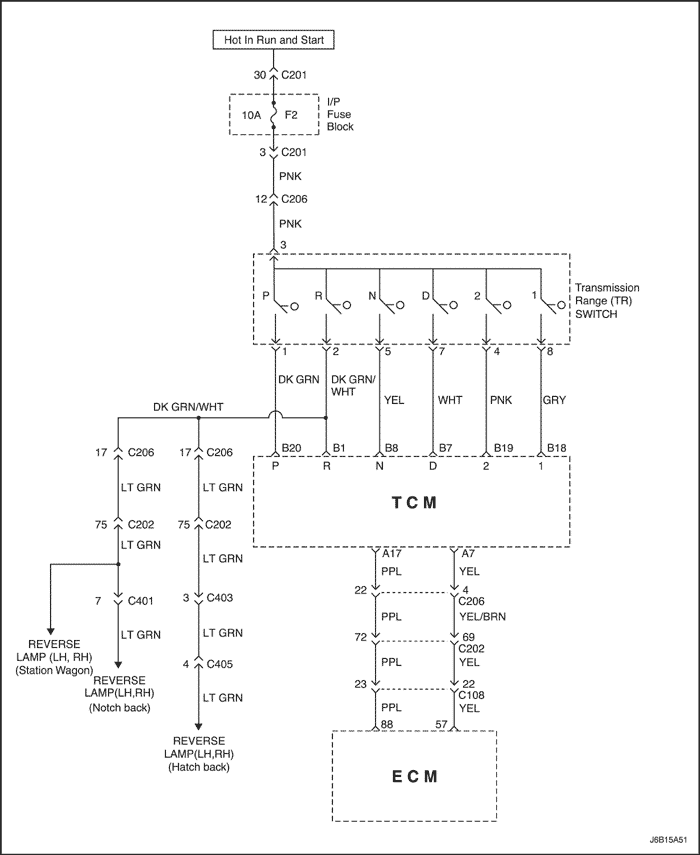 Hot In Run and Start
30 C201
10A F2
I/P
Fuse
Block
3 C201
PNK
12 C206
PNK
3
P R N D 2 1
Transmission
Range (TR)
SWITCH
1 2 5 7 4 8
DK GRN
DK GRN/
WHT
YEL WHT PNK GRY
DK GRN/WHT
B20 B1 B8 B7 B19 B18
P R N D 2 1
TCM
17 C206 17 C206
LT GRN LT GRN
75 C202 75 C202
LT GRN LT GRN
7 C401 3 C403
LT GRN LT GRN
4 C405
LT GRN
REVERSE
LAMP (LH, RH)
(Station Wagon)
REVERSE
LAMP(LH,RH)
(Notch back)
REVERSE
LAMP(LH,RH)
(Hatch back)
A17 A7
PPL YEL
22 4
C206
PPL YEL/BRN
72 69
C202
PPL YEL
23 22
C108
PPL YEL
88 57
ECM
J6B15A51